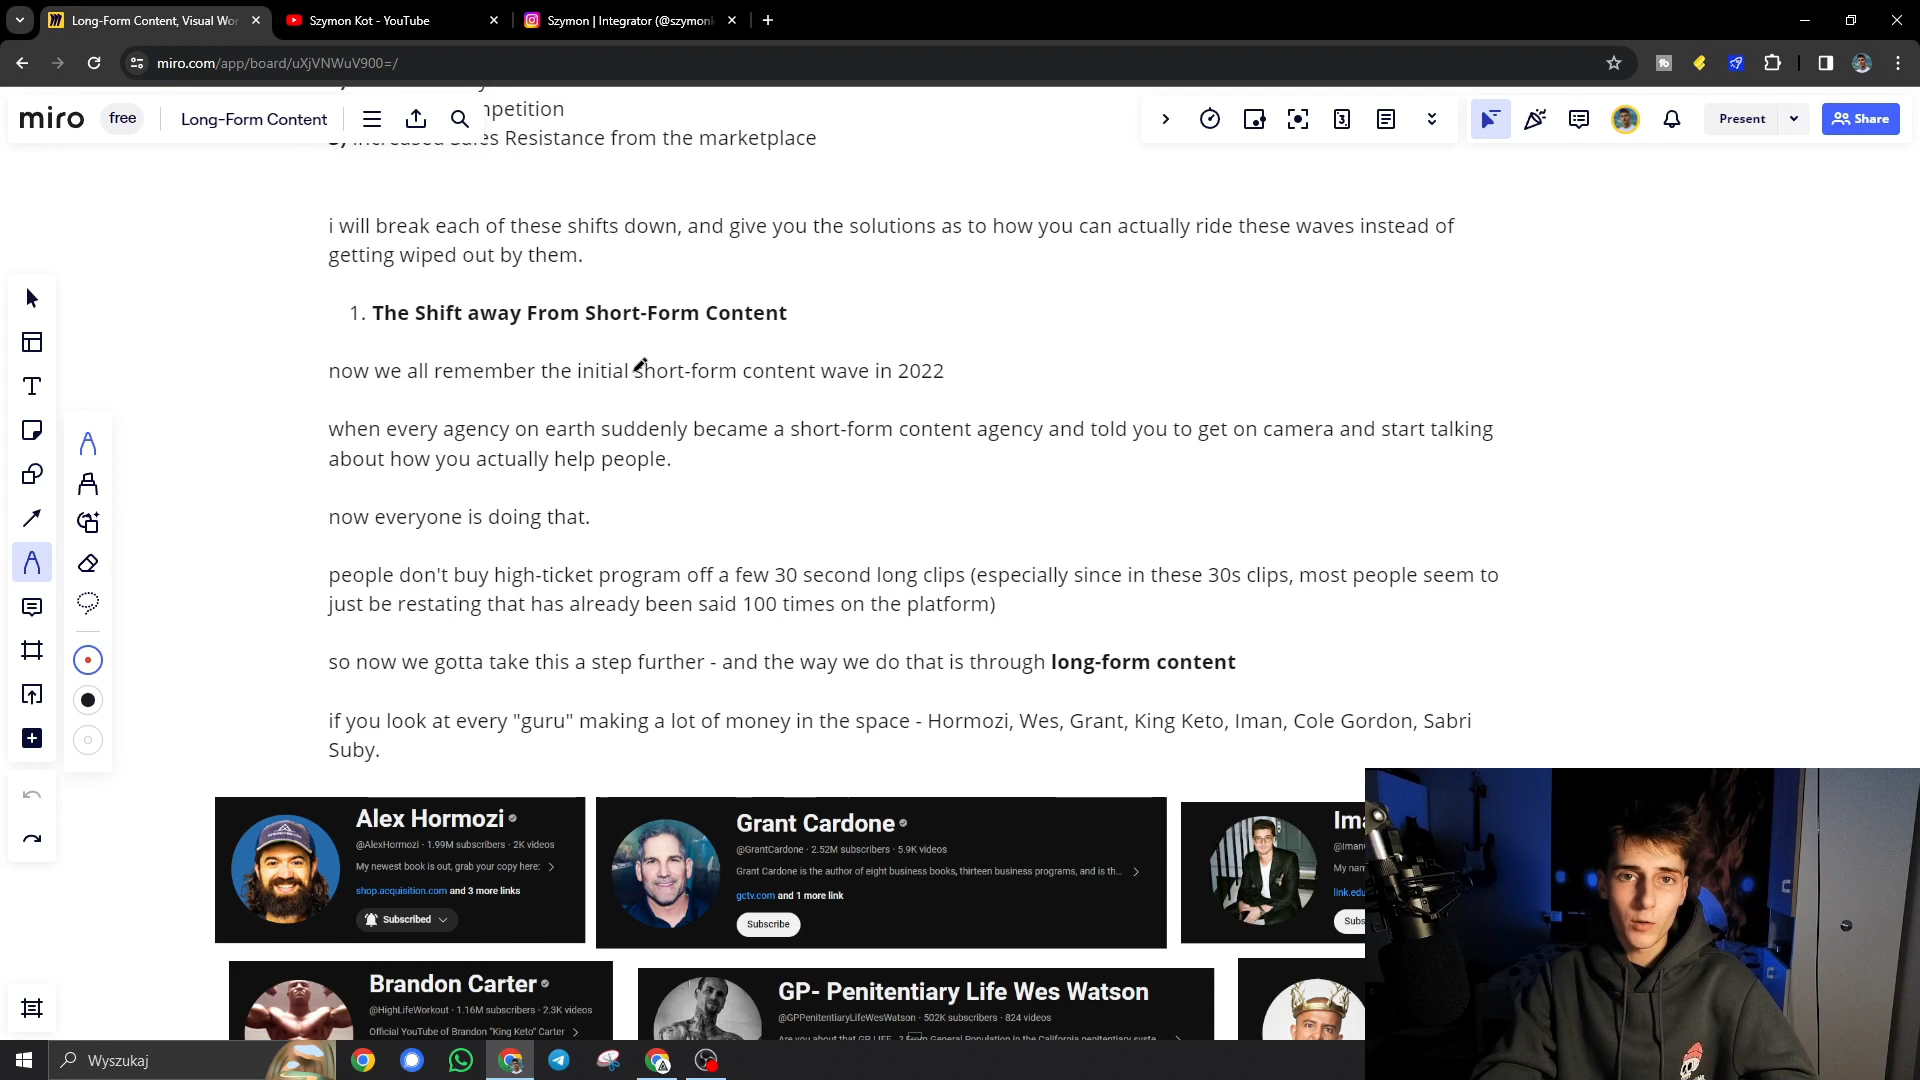 Long-Form Content, Visual Wor
Szymon Kot - YouTube
Szymon | Integrator (@szymonk
miro.com/app/board/uXjVNWuV900=/
miro
free
Long-Form Content
Present
Share
mpetition
Sales Resistance from the marketplace
i will break each of these shifts down, and give you the solutions as to how you can actually ride these waves instead of
getting wiped out by them.
1. The Shift away From Short-Form Content
now we all remember the initial short-form content wave in 2022
when every agency on earth suddenly became a short-form content agency and told you to get on camera and start talking
about how you actually help people.
now everyone is doing that.
people don't buy high-ticket program off a few 30 second long clips (especially since in these 30s clips, most people seem to
just be restating that has already been said 100 times on the platform)
so now we gotta take this a step further - and the way we do that is through long-form content
if you look at every "guru" making a lot of money in the space - Hormozi, Wes, Grant, King Keto, Iman, Cole Gordon, Sabri
Suby.
Alex Hormozi
@AlexHormozi · 1.99M subscribers · 2K videos
My newest book is out, grab your copy here:
shop.acquisition.com and 3 more links
Subscribed
Grant Cardone
@GrantCardone · 2.52M subscribers · 5.9K videos
Grant Cardone is the author of eight business books, thirteen business programs, and is th...
gctv.com and 1 more link
Subscribe
Ima
@Iman
My nam
link.edu
Subs
Brandon Carter
@HighLifeWorkout · 1.16M subscribers · 2.3K videos
Official YouTube of Brandon "King Keto" Carter
GP- Penitentiary Life Wes Watson
@GPPenitentiaryLifeWesWatson · 502K subscribers · 824 videos
Wyszukaj